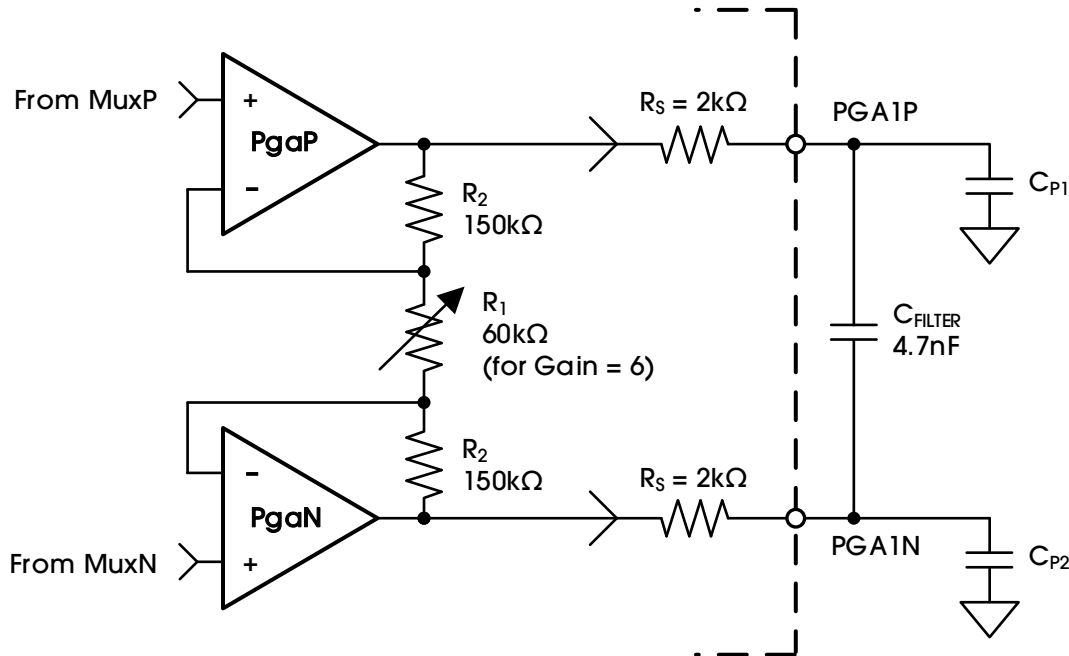 From MuxP
+
PgaP
-
R2
150kΩ
RS = 2kΩ
PGA1P
CP1
R1
60kΩ
(for Gain = 6)
CFILTER
4.7nF
-
PgaN
+
From MuxN
R2
150kΩ
RS = 2kΩ
PGA1N
CP2